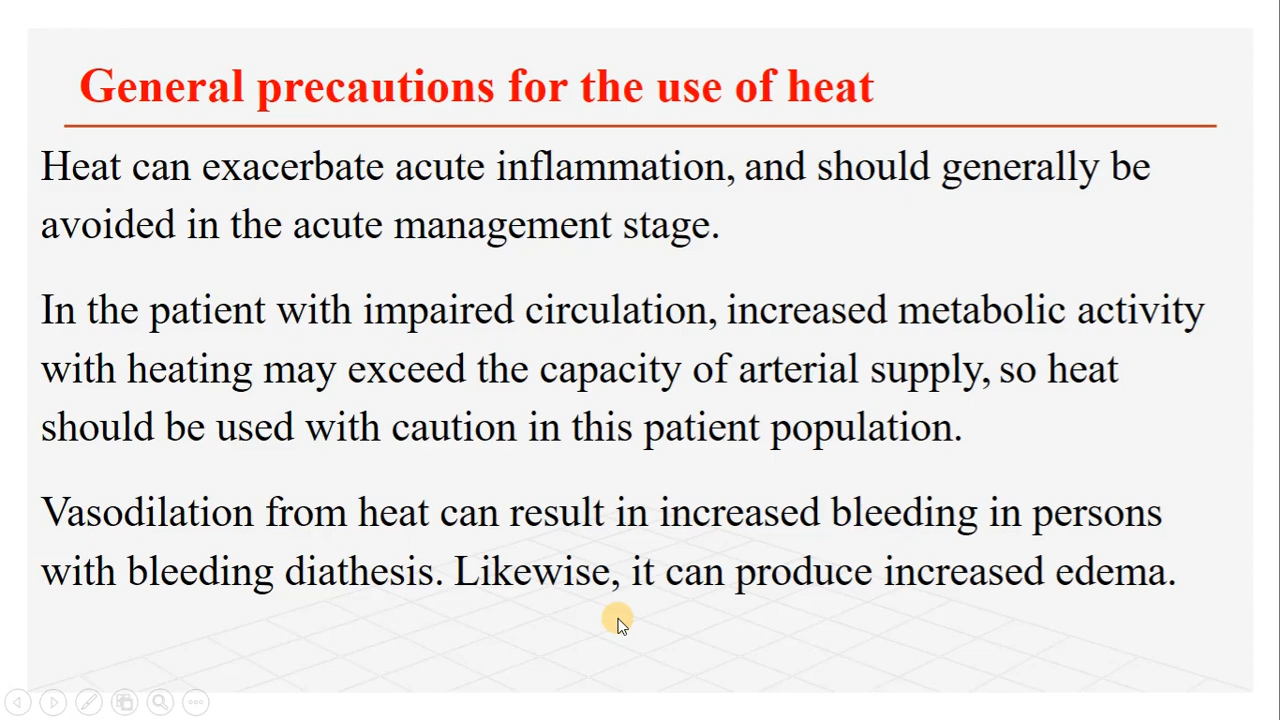 General precautions for the use of heat
Heat can exacerbate acute inflammation, and should generally be
avoided in the acute management stage.
In the patient with impaired circulation, increased metabolic activity
with heating may exceed the capacity of arterial supply, so heat
should be used with caution in this patient population.
Vasodilation from heat can result in increased bleeding in persons
with bleeding diathesis. Likewise, it can produce increased edema.